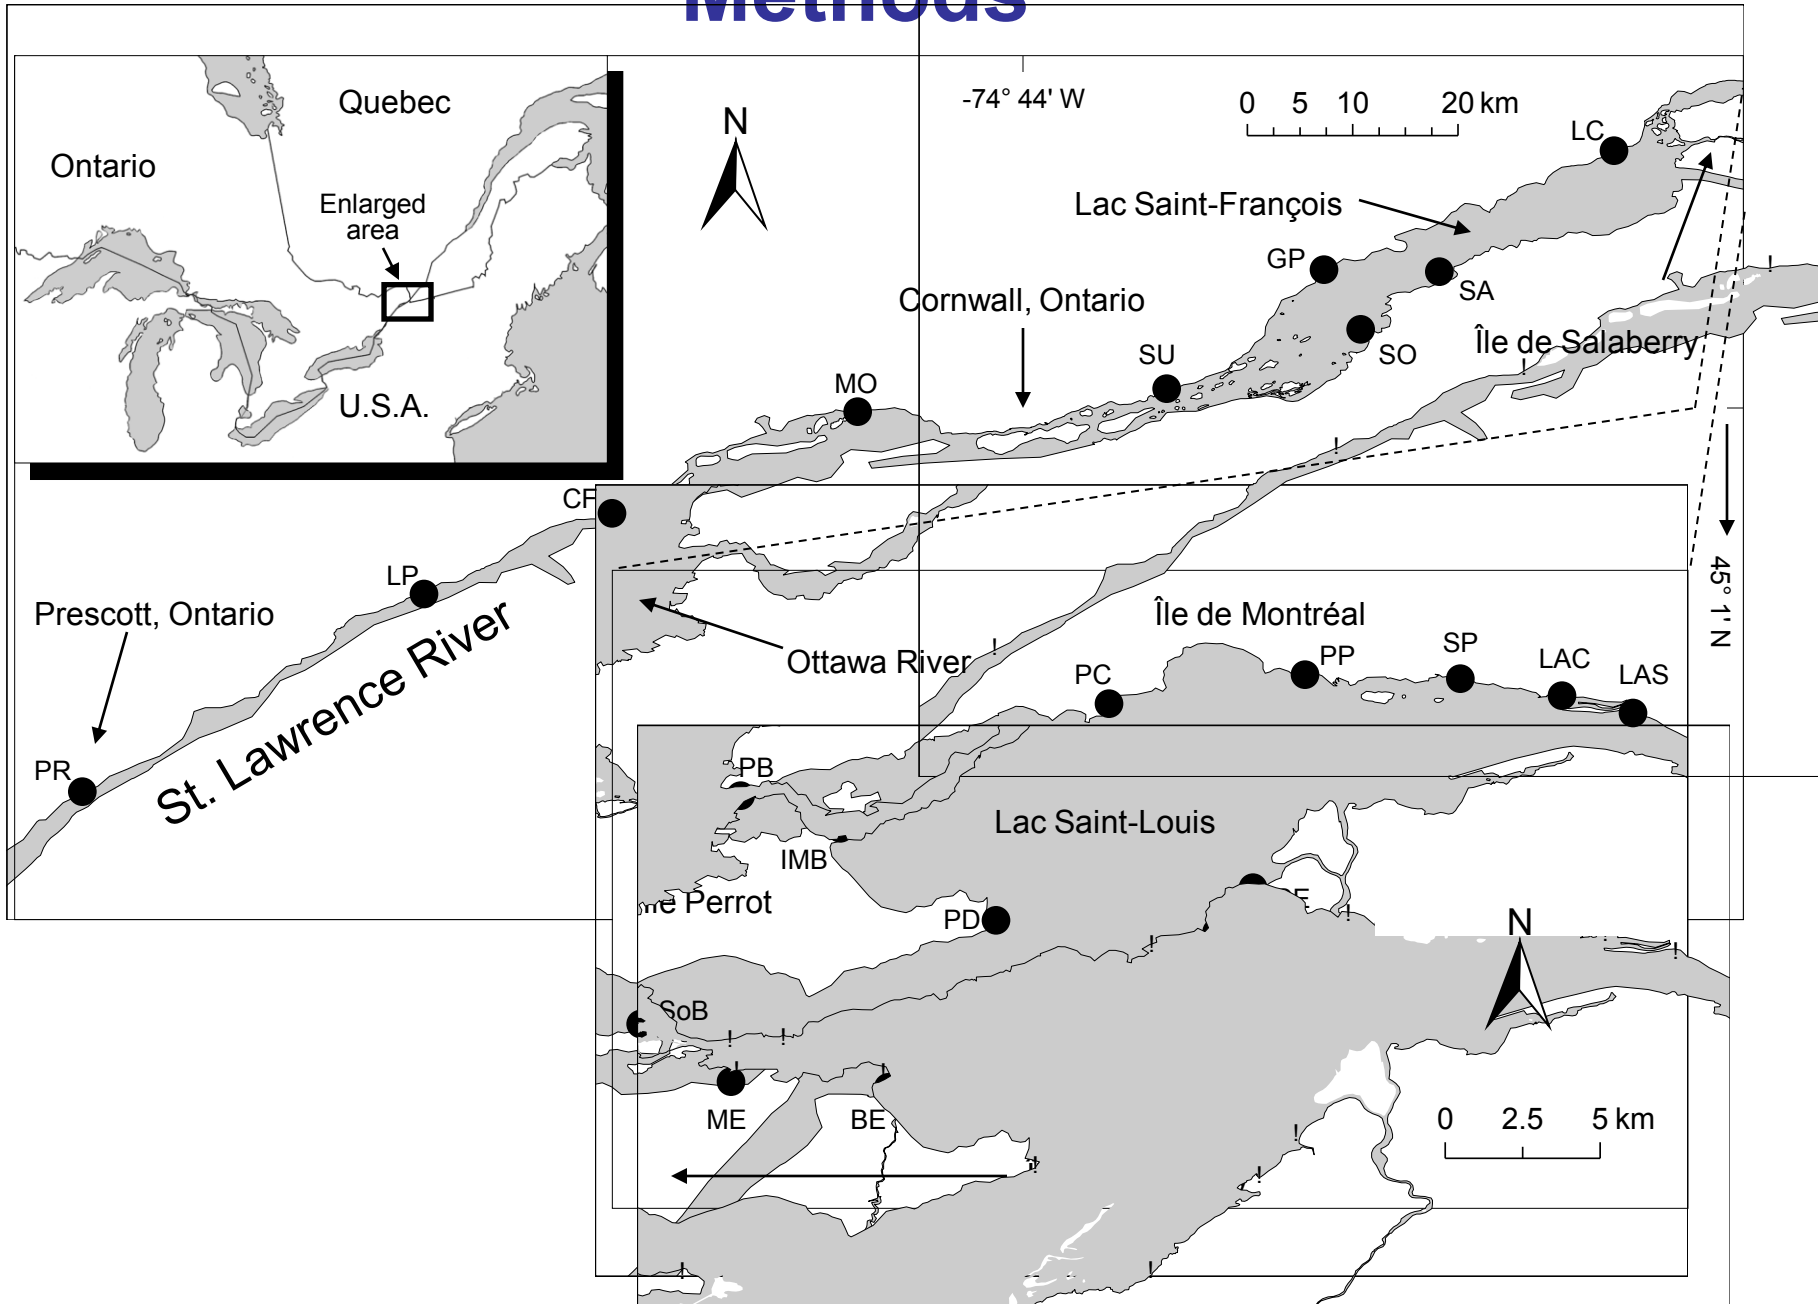 Methods
Quebec
Ontario
Enlarged
area
U.S.A.
N
-74° 44' W
0 5 10 20 km
LC
Lac Saint-François
GP
SA
Cornwall, Ontario
SO
Île de Salaberry
SU
MO
CF
LP
Prescott, Ontario
St. Lawrence River
PR
45° 1' N
Île de Montréal
Ottawa River
PC
PP
SP
LAC
LAS
PB
Lac Saint-Louis
IMB
Perrot
PD
N
SoB
ME
BE
0 2.5 5 km